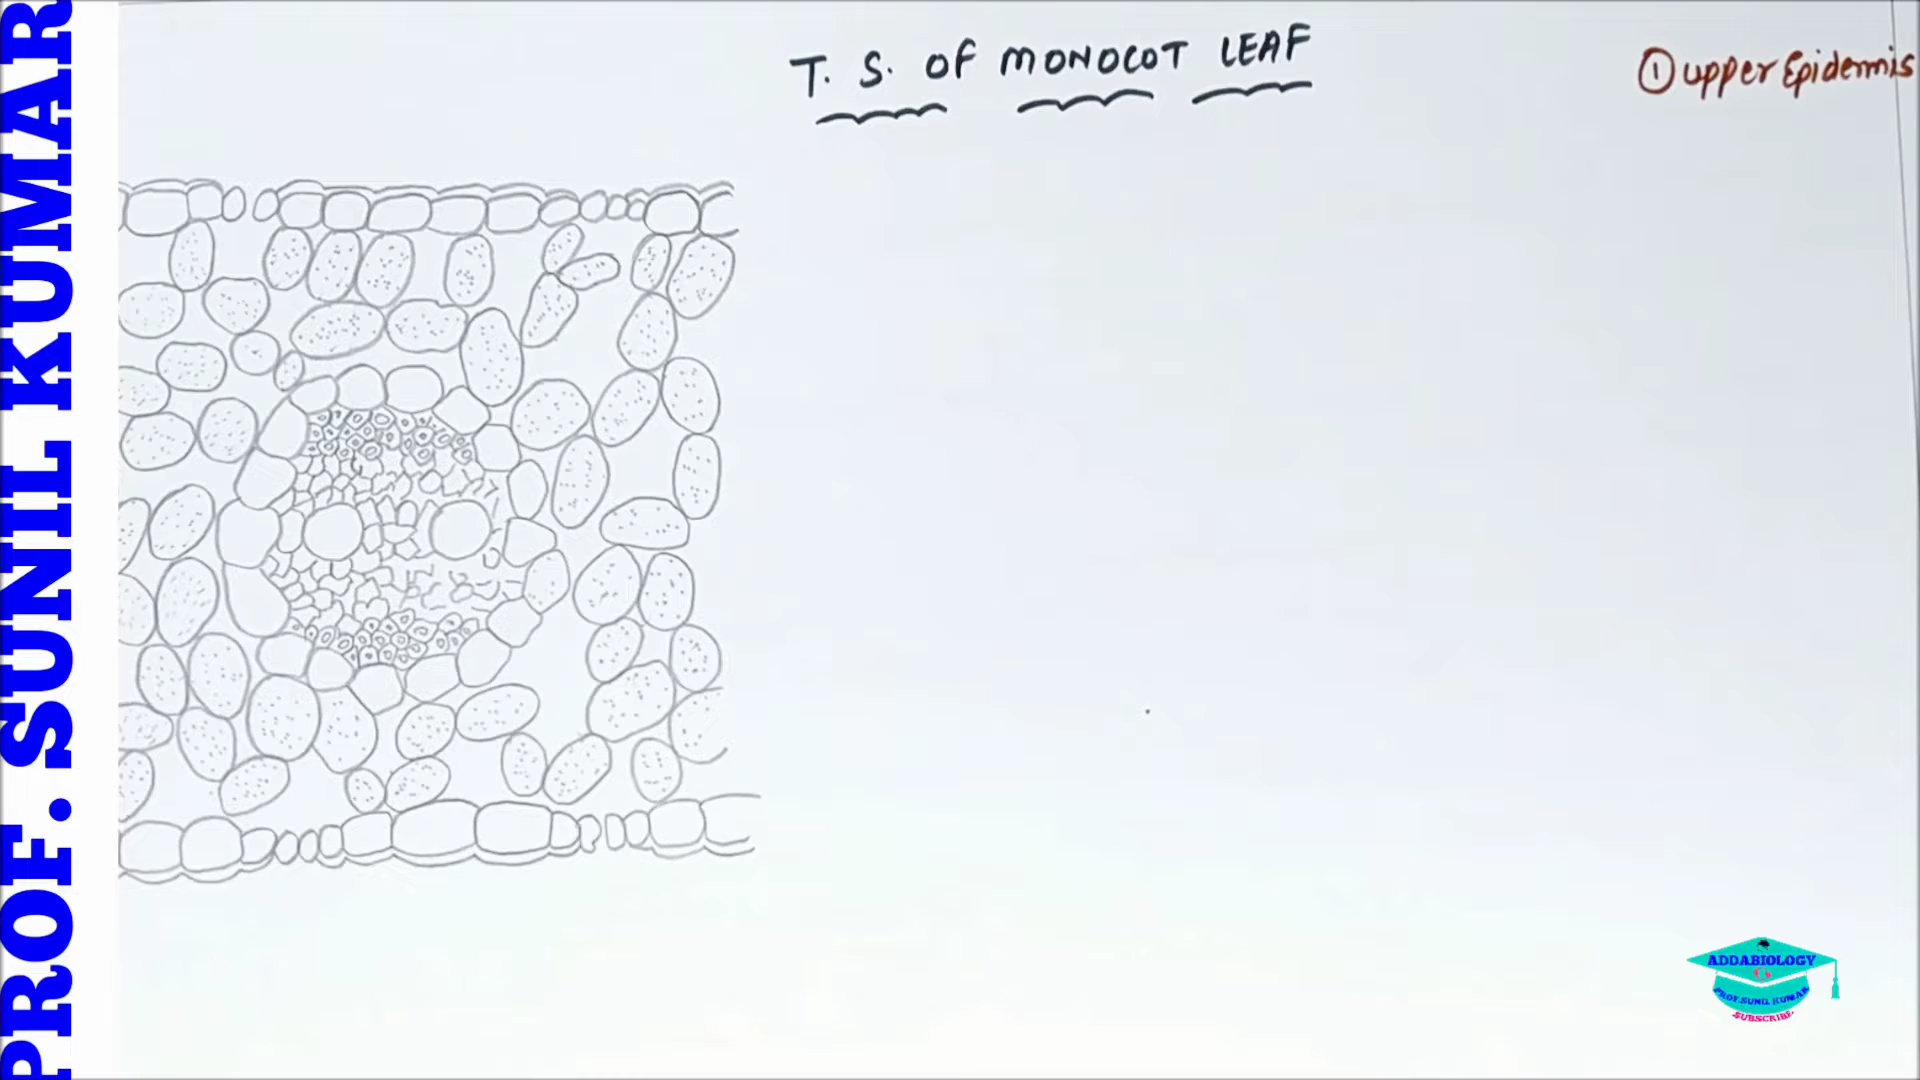 PROF. SUNIL KUMAR
T. S. OF MONOCOT LEAF
① upper Epidermis
ADDABIOLOGY
PROF.SUNIL KUMAR
SUBSCRIBE